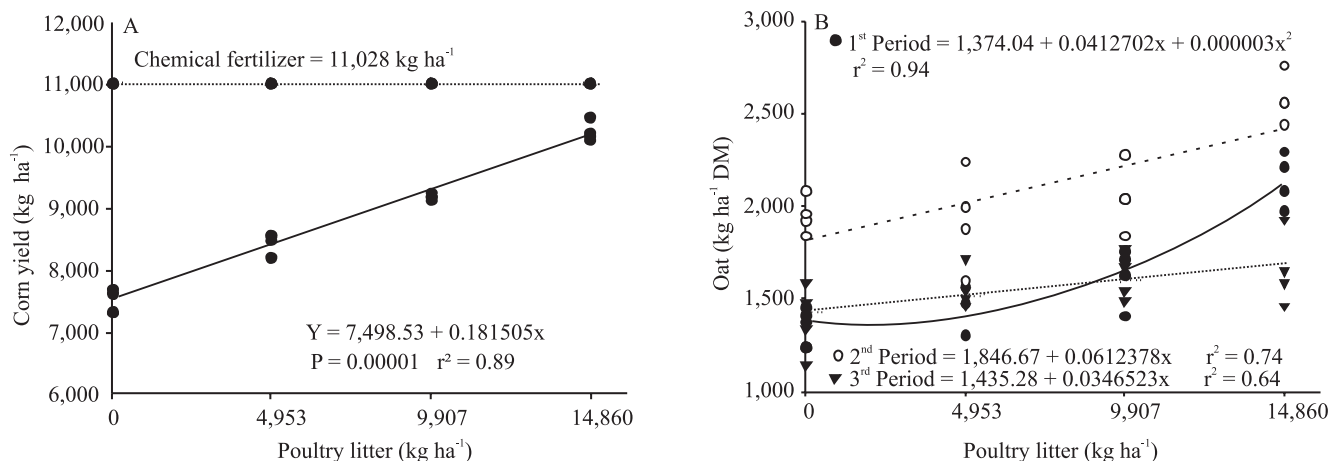 A
Chemical fertilizer = 11,028 kg ha⁻¹
12,000
11,000
10,000
9,000
8,000
7,000
6,000
Corn yield (kg ha⁻¹)
Y = 7,498.53 + 0.181505x
P = 0.00001 r² = 0.89
0 4,953 9,907 14,860
Poultry litter (kg ha⁻¹)
B
1ˢᵗ Period = 1,374.04 + 0.0412702x + 0.000003x²
r² = 0.94
3,000
2,500
2,000
1,500
1,000
Oat (kg ha⁻¹ DM)
2ⁿᵈ Period = 1,846.67 + 0.0612378x r² = 0.74
3ʳᵈ Period = 1,435.28 + 0.0346523x r² = 0.64
0 4,953 9,907 14,860
Poultry litter (kg ha⁻¹)